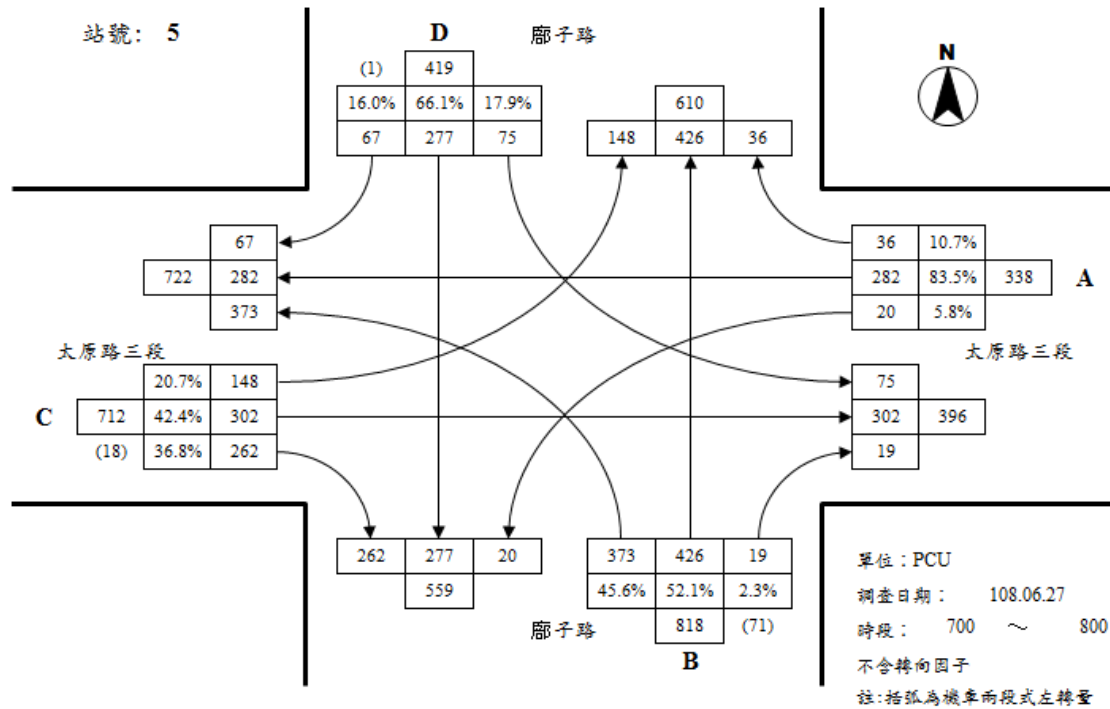 站號: 5
D
廍子路
N
(1) 419
16.0% 66.1% 17.9%
67 277 75
610
148 426 36
67
722 282
373
36 10.7%
282 83.5% 338
20 5.8%
A
太原路三段
太原路三段
20.7% 148
C 712 42.4% 302
(18) 36.8% 262
75
302 396
19
262 277 20
559
373 426 19
45.6% 52.1% 2.3%
818 (71)
廍子路
B
單位:PCU
調查日期: 108.06.27
時段: 700 ～ 800
不含轉向因子
註:括弧為機車兩段式左轉量